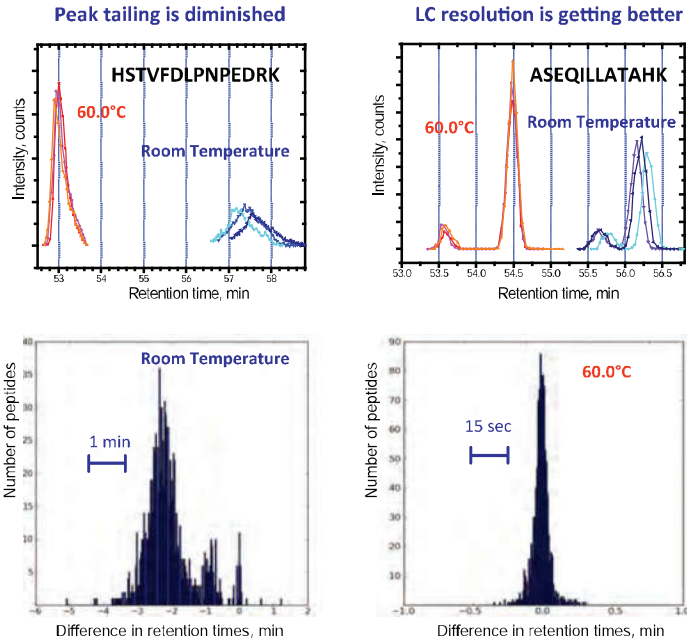 Peak tailing is diminished
LC resolution is getting better
HSTVFDLPNPEDRK
60.0°C
Room Temperature
Intensity, counts
53 54 55 56 57 58
Retention time, min
ASEQILLATAHK
60.0°C
Room Temperature
Intensity, counts
53.0 53.5 54.0 54.5 55.0 55.5 56.0 56.5
Retention time, min
40
35
30
25
20
15
10
5
Number of peptides
Room Temperature
1 min
−6 −5 −4 −3 −2 −1 0 1 2
Difference in retention times, min
90
80
70
60
50
40
30
20
10
Number of peptides
60.0°C
15 sec
−1.0 −0.5 0.0 0.5 1.0
Difference in retention times, min